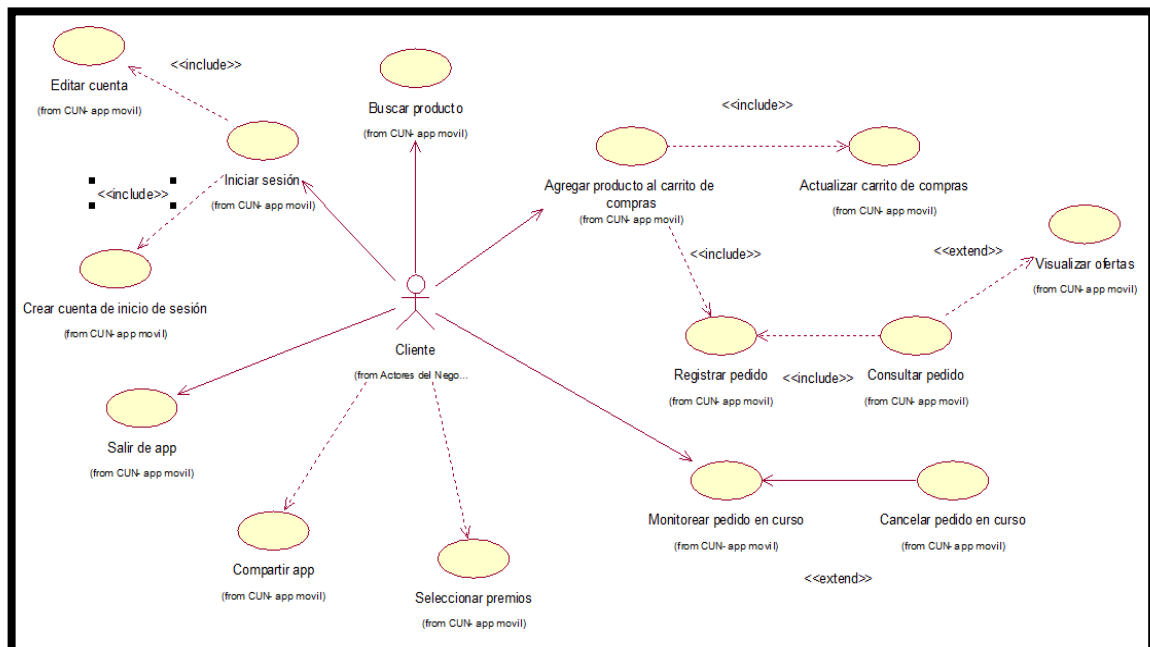 Editar cuenta
(from CUN- app movil)
<<include>>
Buscar producto
(from CUN- app movil)
<<include>>
Iniciar sesión
(from CUN- app movil)
<<include>>
Agregar producto al carrito de
compras
(from CUN- app movil)
Actualizar carrito de compras
(from CUN- app movil)
Crear cuenta de inicio de sesión
(from CUN- app movil)
<<include>>
<<extend>>
Visualizar ofertas
(from CUN- app movil)
Cliente
(from Actores del Nego...
Registrar pedido
(from CUN- app movil)
<<include>>
Consultar pedido
(from CUN- app movil)
Salir de app
(from CUN- app movil)
Monitorear pedido en curso
(from CUN- app movil)
Cancelar pedido en curso
(from CUN- app movil)
<<extend>>
Compartir app
(from CUN- app movil)
Seleccionar premios
(from CUN- app movil)